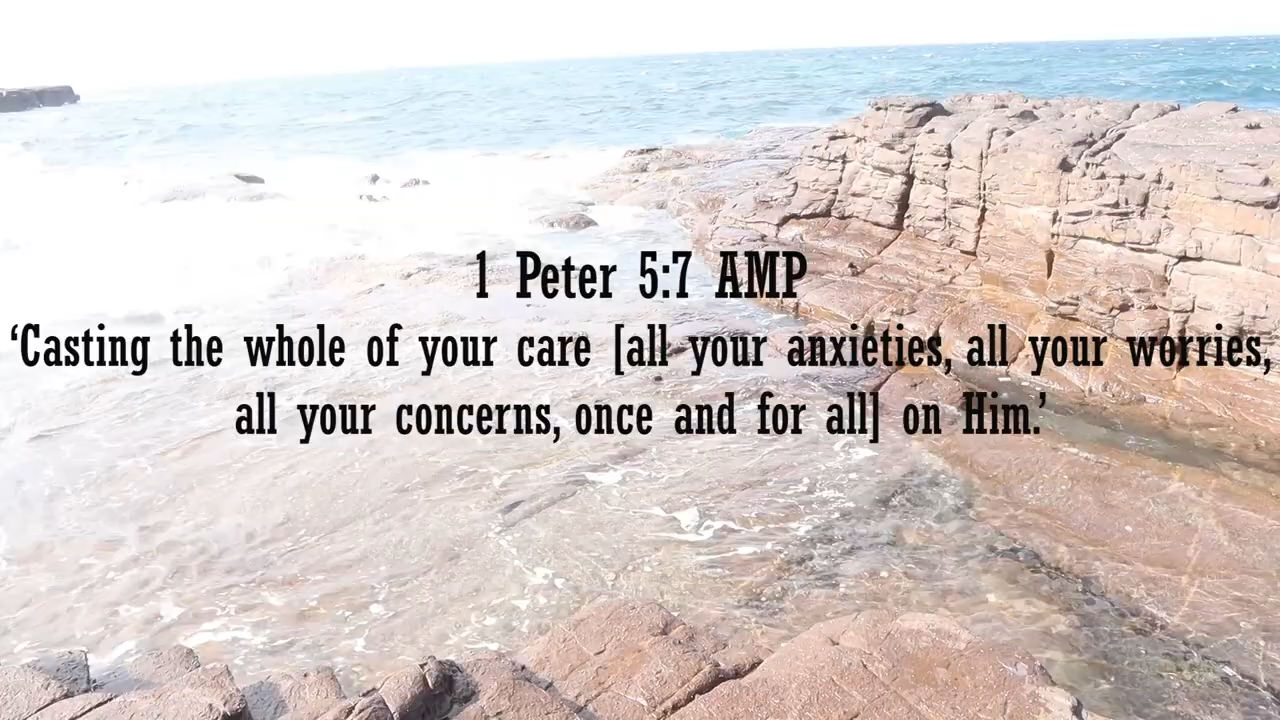 1 Peter 5:7 AMP
‘Casting the whole of your care [all your anxieties, all your worries,
all your concerns, once and for all] on Him.’